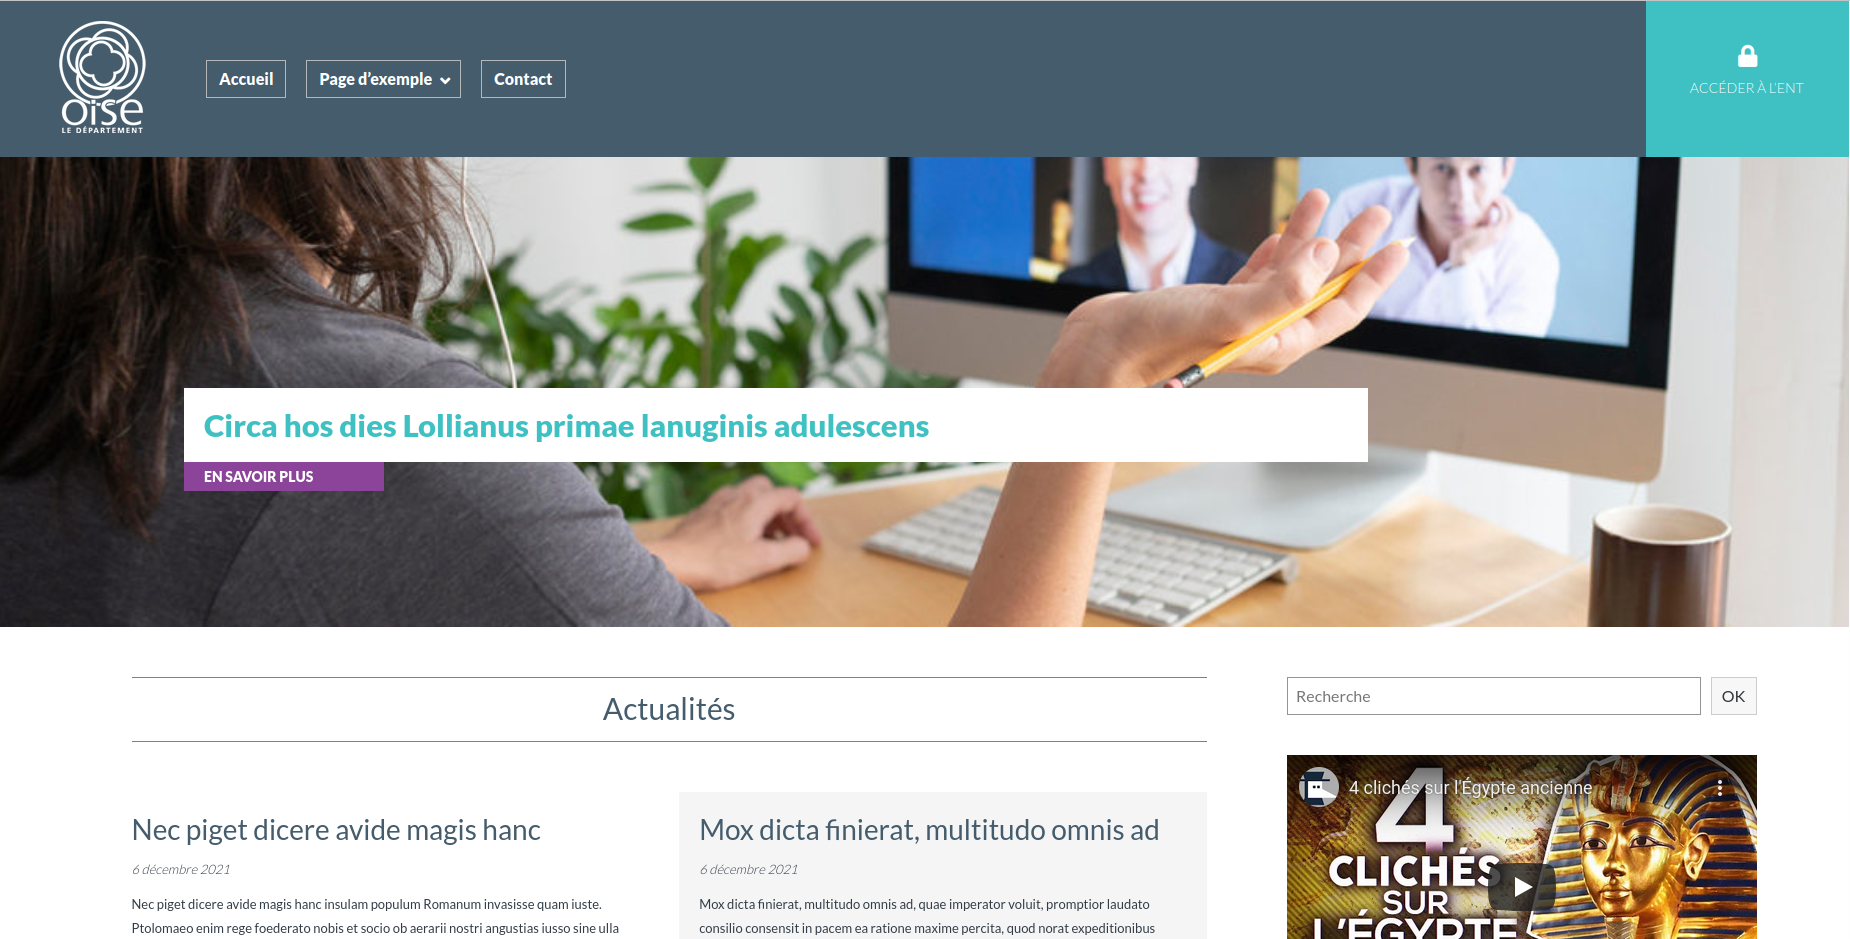 oise
LE DÉPARTEMENT
Accueil
Page d'exemple
Contact
ACCÉDER À L'ENT
Circa hos dies Lollianus primae lanuginis adulescens
EN SAVOIR PLUS
Actualités
Nec piget dicere avide magis hanc
6 décembre 2021
Nec piget dicere avide magis hanc insulam populum Romanum invasisse quam iuste.
Ptolomaeo enim rege foederato nobis et socio ob aerarii nostri angustias iusso sine ulla
Mox dicta finierat, multitudo omnis ad
6 décembre 2021
Mox dicta finierat, multitudo omnis ad, quae imperator voluit, promptior laudato
consilio consensit in pacem ea ratione maxime percita, quod norat expeditionibus
Recherche
OK
4 clichés sur l'Égypte ancienne
4
CLICHÉS
SUR
L'ÉGYPTE